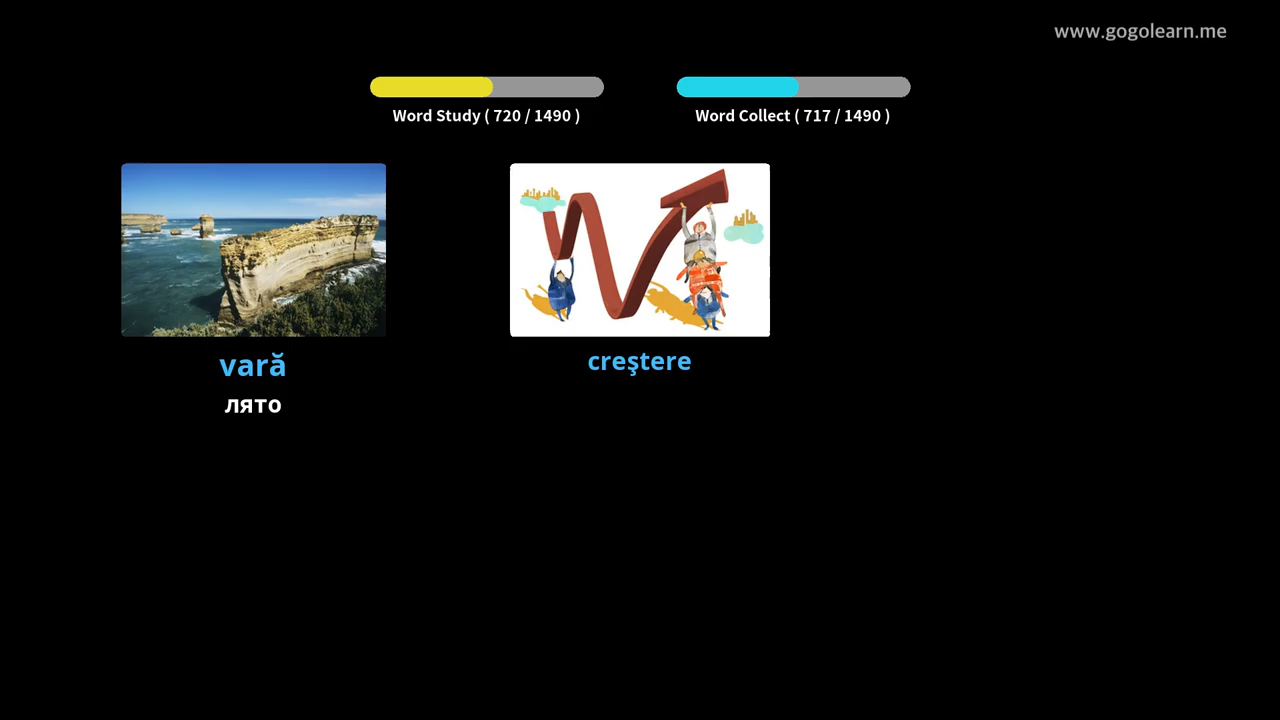 www.gogolearn.me
Word Study ( 720 / 1490 )
Word Collect ( 717 / 1490 )
vară
лято
creştere